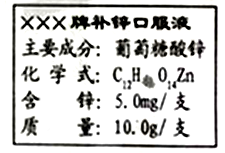 ×××牌补锌口服液
主要成分: 葡萄糖酸锌
化学式: C₁₂H O₁₄Zn
含锌: 5.0mg/支
质量: 10.0g/支